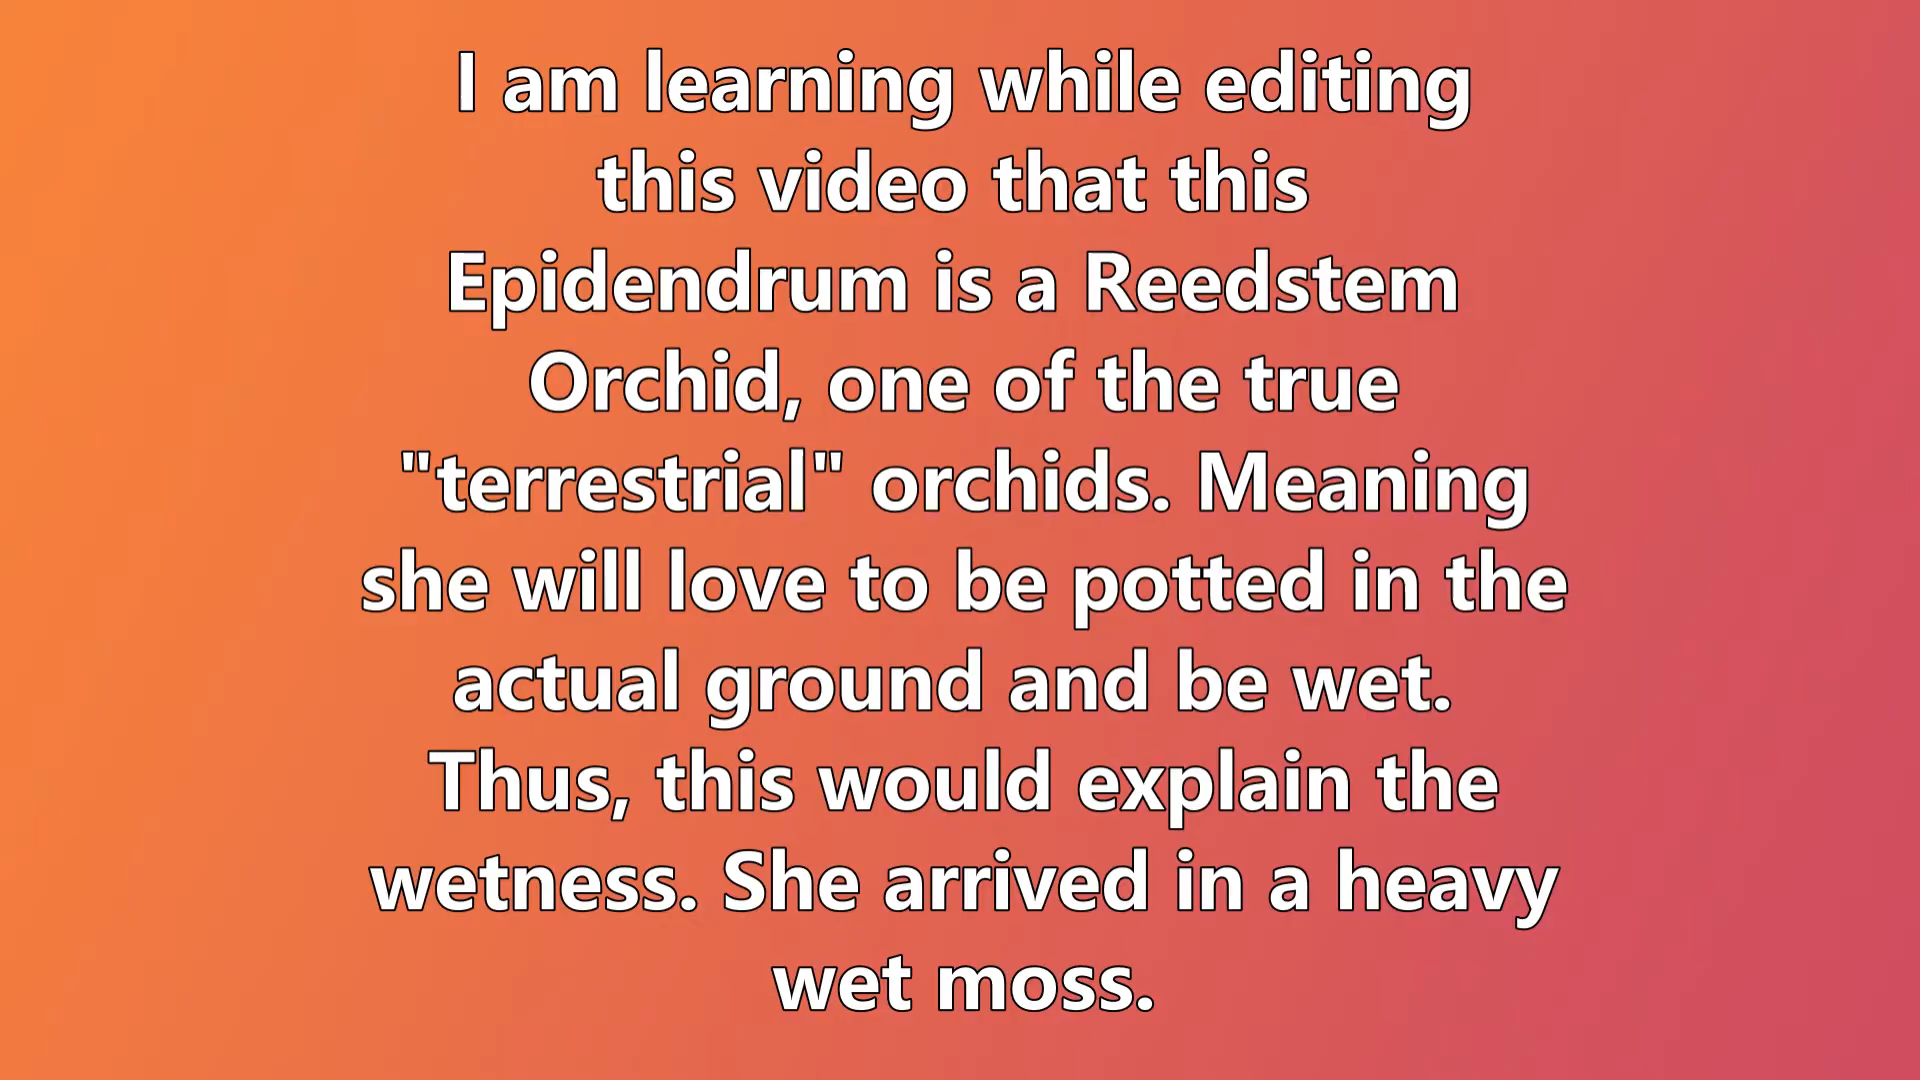 I am learning while editing
this video that this
Epidendrum is a Reedstem
Orchid, one of the true
"terrestrial" orchids. Meaning
she will love to be potted in the
actual ground and be wet.
Thus, this would explain the
wetness. She arrived in a heavy
wet moss.